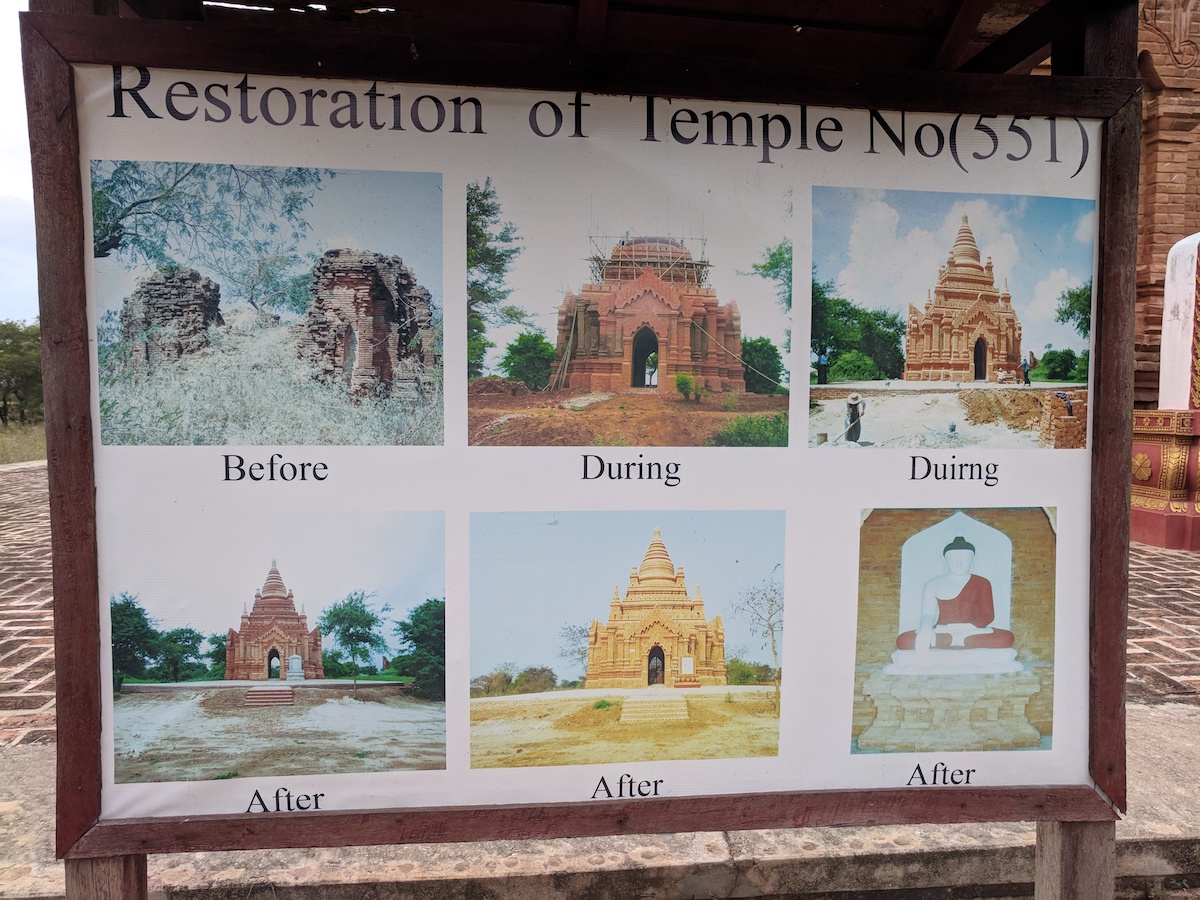 Restoration of Temple No(551)
Before
During
Duirng
After
After
After